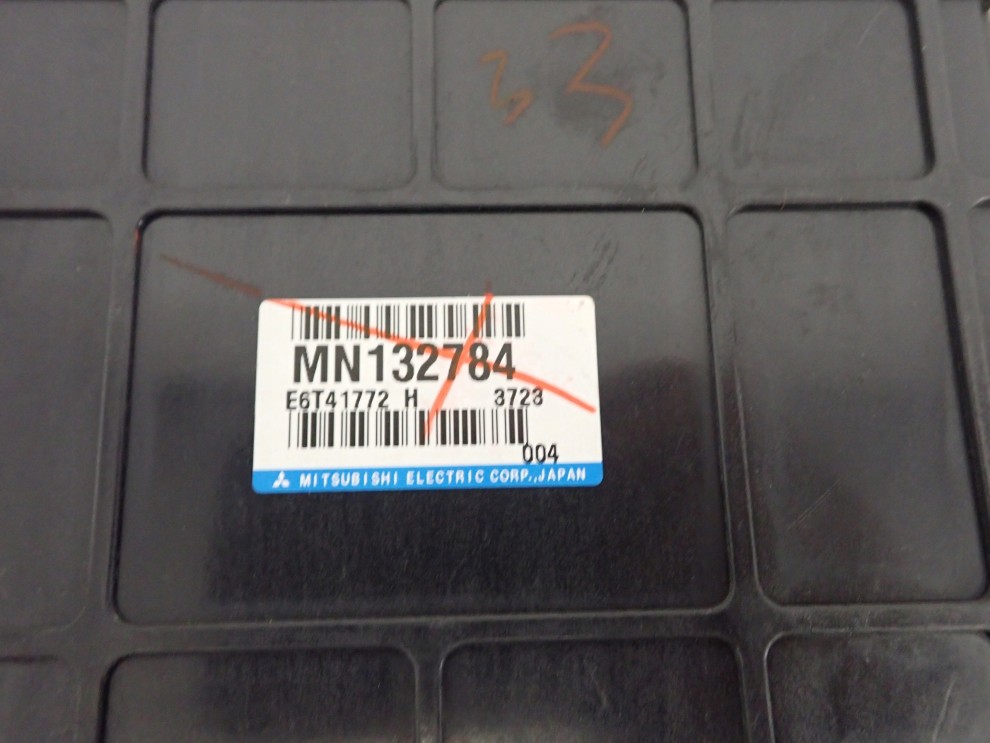 33
MN132784
E6T41772 H 3723
004
MITSUBISHI ELECTRIC CORP.,JAPAN